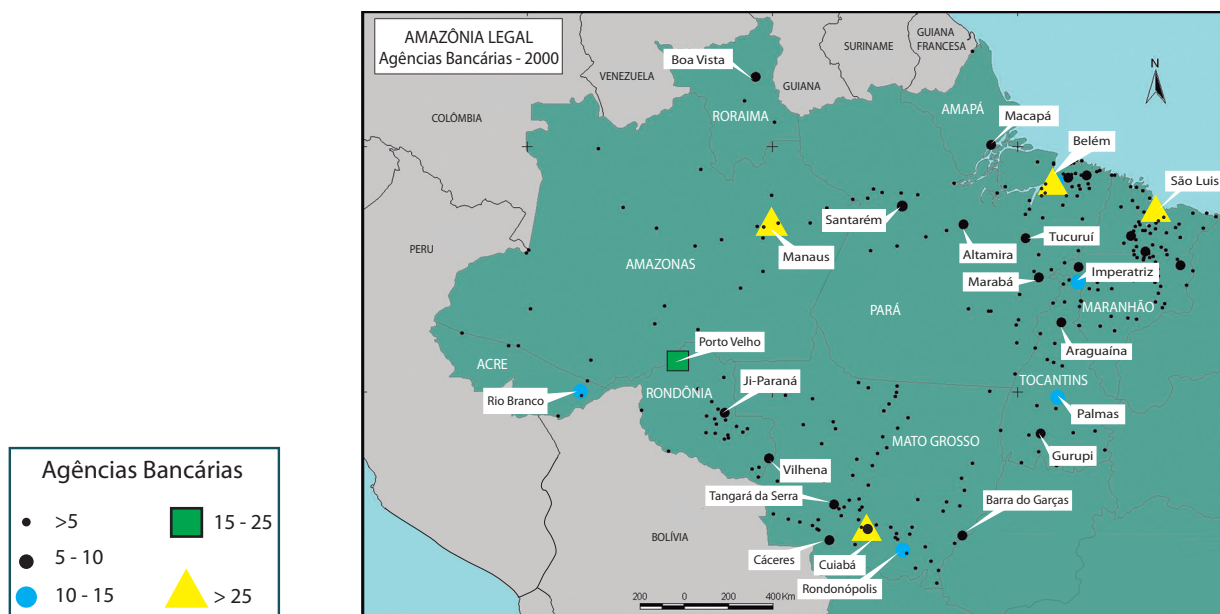 AMAZÔNIA LEGAL
Agências Bancárias - 2000
VENEZUELA
Boa Vista
GUIANA
SURINAME
GUIANA
FRANCESA
N
COLÔMBIA
RORAIMA
AMAPÁ
Macapá
Belém
São Luis
Santarém
PERU
AMAZONAS
Manaus
Altamira
Tucuruí
Marabá
Imperatriz
PARÁ
MARANHÃO
Porto Velho
Araguaína
ACRE
RONDÔNIA
Ji-Paraná
TOCANTINS
Rio Branco
Palmas
MATO GROSSO
Gurupi
Vilhena
Tangará da Serra
Barra do Garças
BOLÍVIA
Cáceres
Cuiabá
Rondonópolis
200 0 200 400 Km
Agências Bancárias
>5
5 - 10
10 - 15
15 - 25
> 25